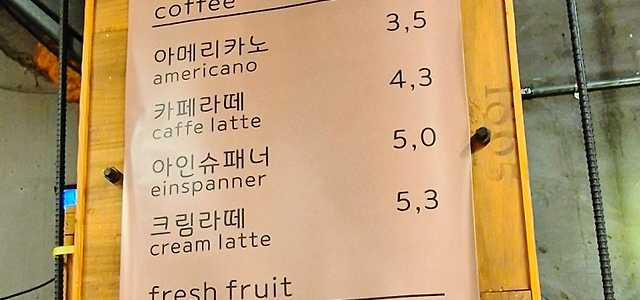 coffee
아메리카노 3,5
americano
카페라떼 4,3
caffe latte
아인슈패너 5,0
einspanner
크림라떼 5,3
cream latte
fresh fruit